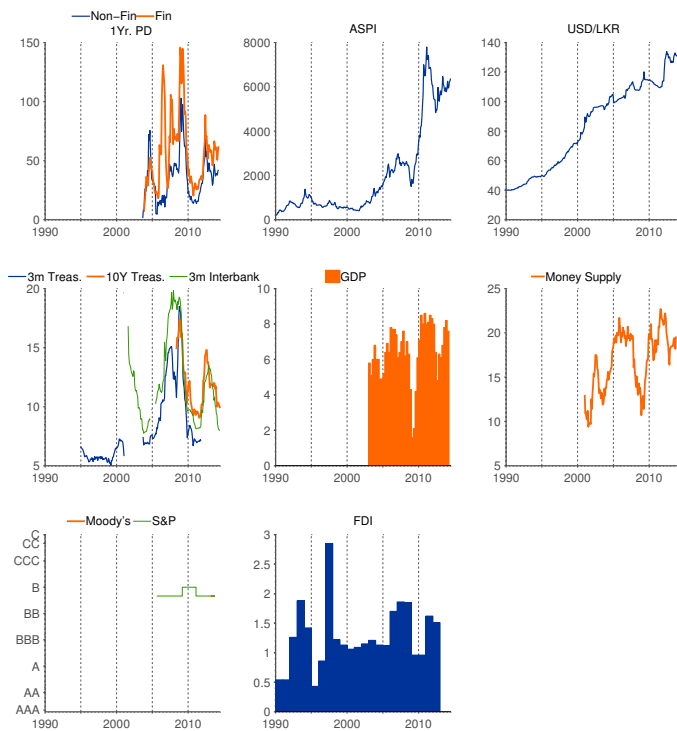 Non−Fin Fin
1Yr. PD
150
100
50
0
1990 2000 2010
ASPI
8000
6000
4000
2000
0
1990 2000 2010
USD/LKR
140
120
100
80
60
40
20
1990 2000 2010
3m Treas. 10Y Treas. 3m Interbank
20
15
10
5
1990 2000 2010
GDP
10
8
6
4
2
0
1990 2000 2010
Money Supply
25
20
15
10
5
1990 2000 2010
Moody's S&P
C
CC
CCC
B
BB
BBB
A
AA
AAA
1990 2000 2010
FDI
3
2.5
2
1.5
1
0.5
0
1990 2000 2010